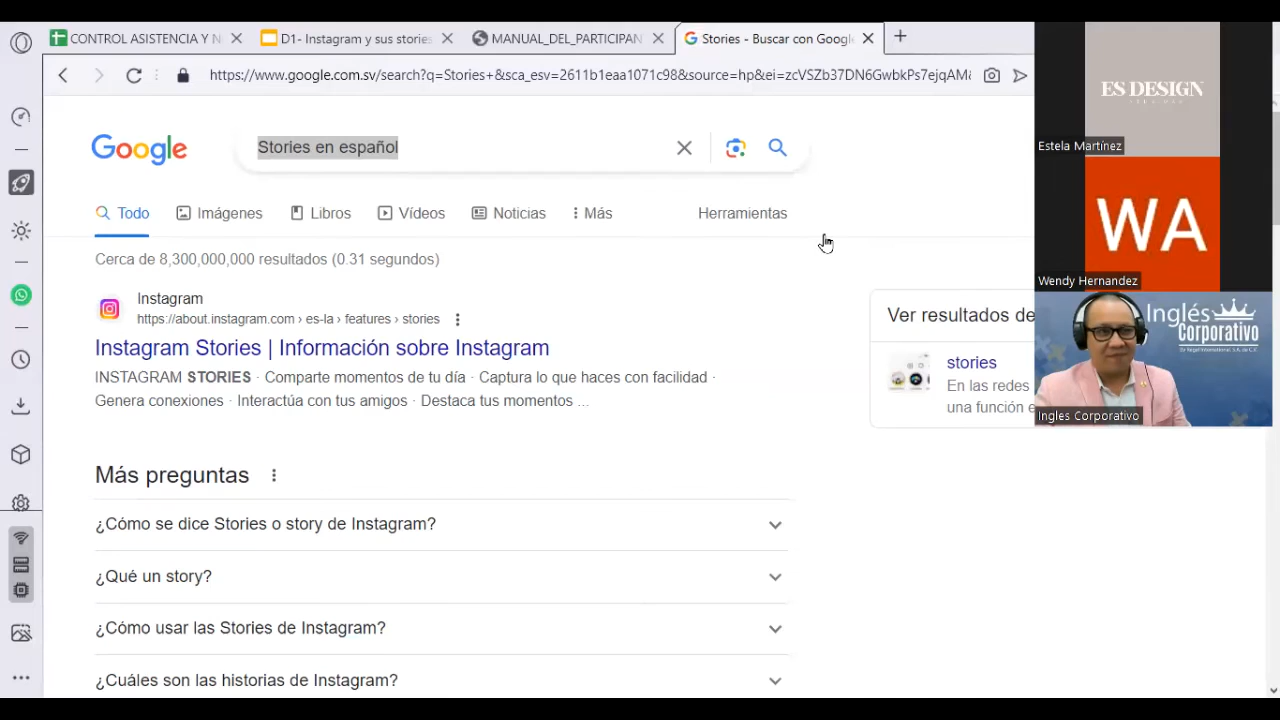 CONTROL ASISTENCIA Y N
D1- Instagram y sus stories
MANUAL_DEL_PARTICIPAN
Stories - Buscar con Google
https://www.google.com.sv/search?q=Stories+&sca_esv=2611b1eaa1071c98&source=hp&ei=zcVSZb37DN6GwbkPs7ejqAM&
Google
Stories en español
Todo
Imágenes
Libros
Vídeos
Noticias
Más
Herramientas
Cerca de 8,300,000,000 resultados (0.31 segundos)
Instagram
https://about.instagram.com › es-la › features › stories
Instagram Stories | Información sobre Instagram
INSTAGRAM STORIES · Comparte momentos de tu día · Captura lo que haces con facilidad ·
Genera conexiones · Interactúa con tus amigos · Destaca tus momentos ...
Más preguntas
¿Cómo se dice Stories o story de Instagram?
¿Qué un story?
¿Cómo usar las Stories de Instagram?
¿Cuáles son las historias de Instagram?
Ver resultados de
stories
En las redes
una función e
ES DESIGN
Estela Martínez
WA
Wendy Hernandez
Inglés
Corporativo
Ingles Corporativo